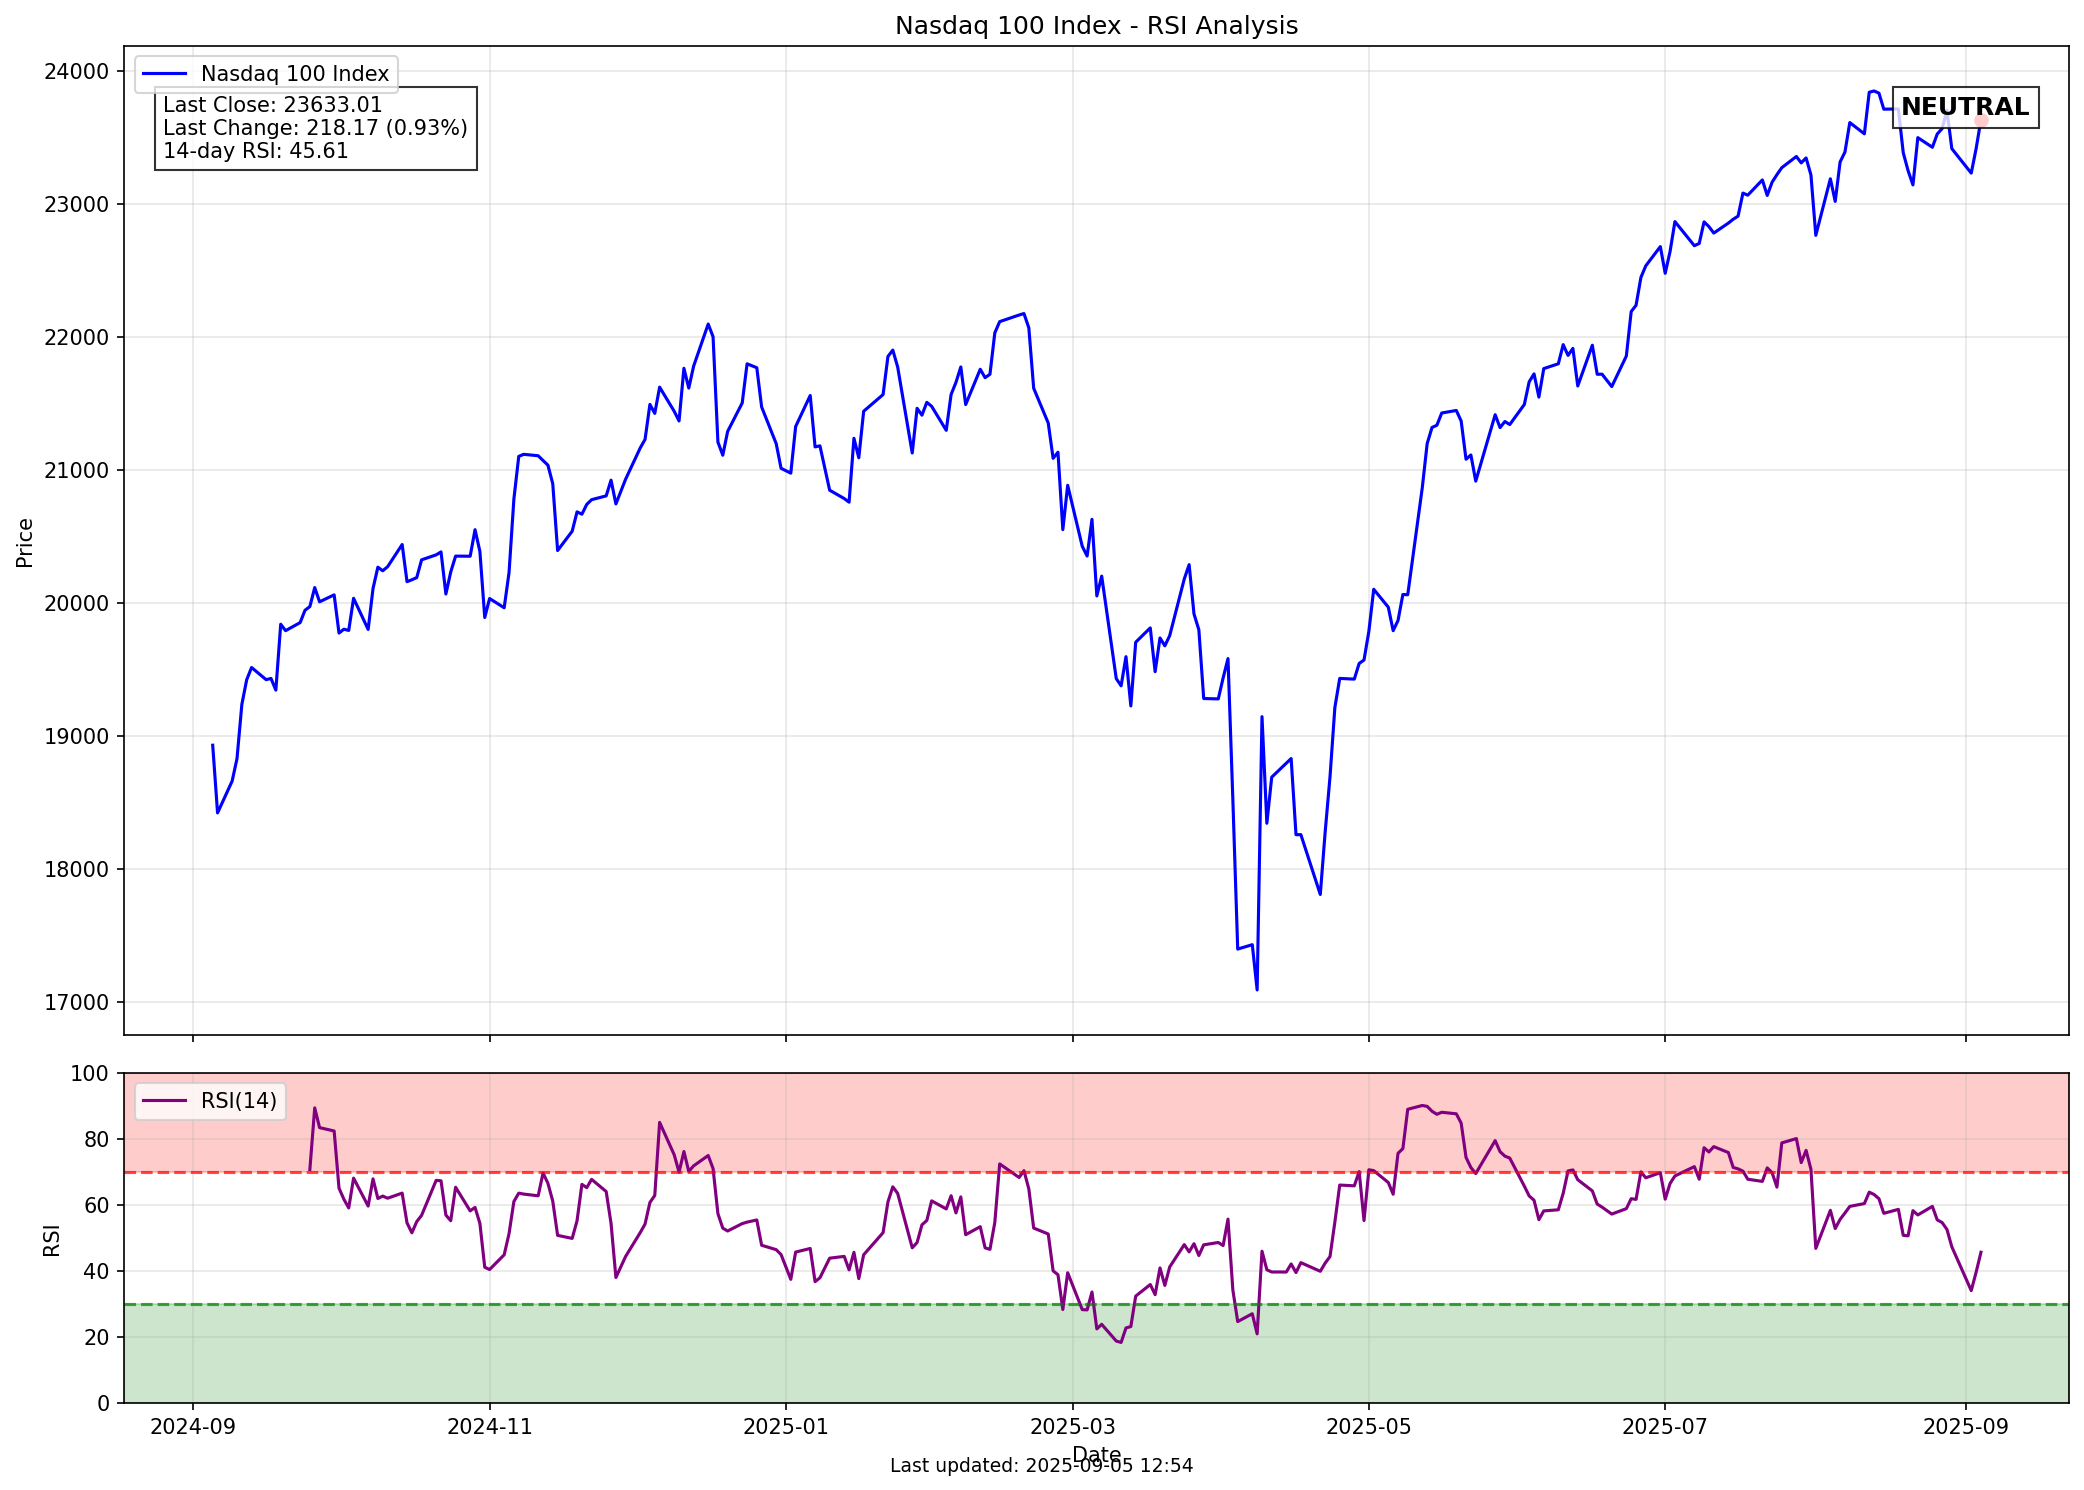 Nasdaq 100 Index - RSI Analysis
Nasdaq 100 Index
Last Close: 23633.01
Last Change: 218.17 (0.93%)
14-day RSI: 45.61
NEUTRAL
24000
23000
22000
21000
20000
19000
18000
17000
Price
RSI(14)
100
80
60
40
20
0
RSI
2024-09
2024-11
2025-01
2025-03
2025-05
2025-07
2025-09
Date
Last updated: 2025-09-05 12:54